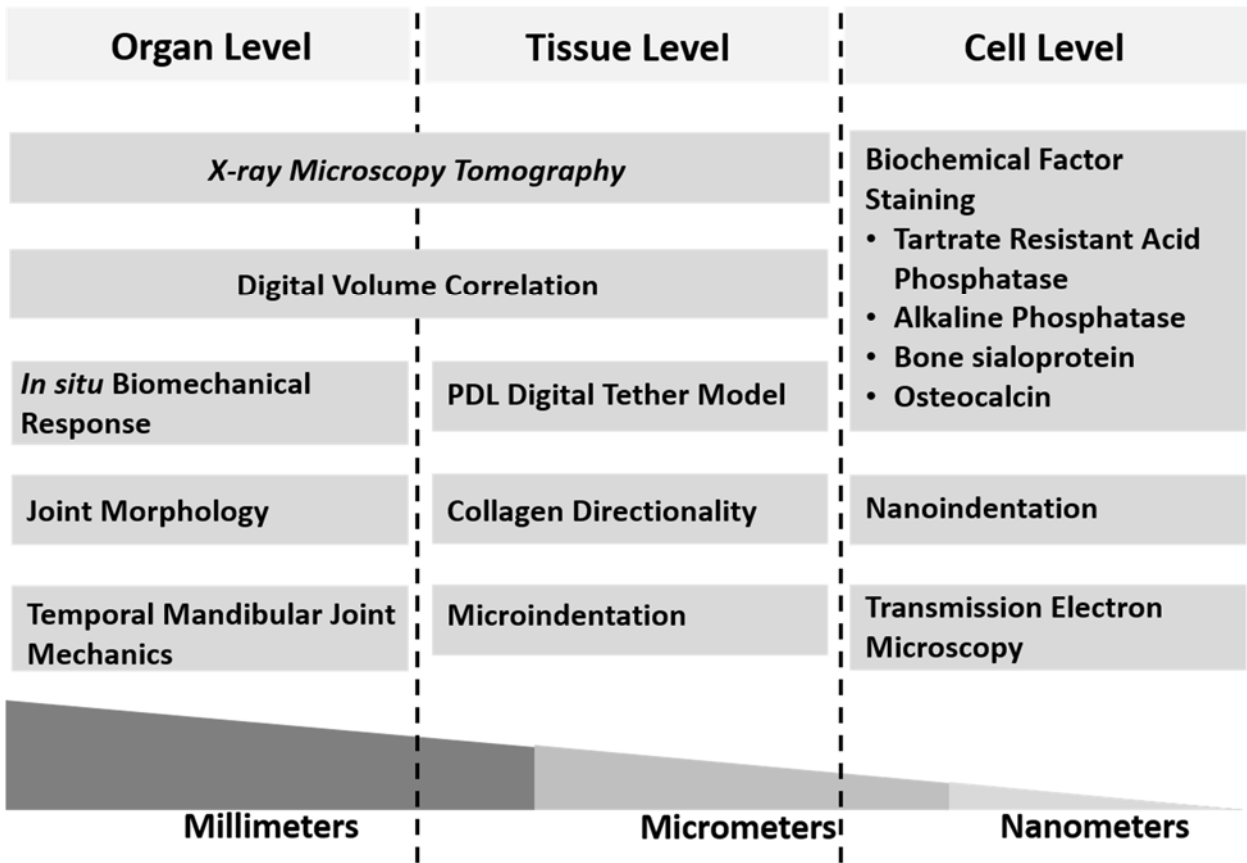 Organ Level
Tissue Level
Cell Level
X-ray Microscopy Tomography
Digital Volume Correlation
Biochemical Factor
Staining
• Tartrate Resistant Acid
Phosphatase
• Alkaline Phosphatase
• Bone sialoprotein
• Osteocalcin
In situ Biomechanical
Response
PDL Digital Tether Model
Joint Morphology
Collagen Directionality
Nanoindentation
Temporal Mandibular Joint
Mechanics
Microindentation
Transmission Electron
Microscopy
Millimeters
Micrometers
Nanometers